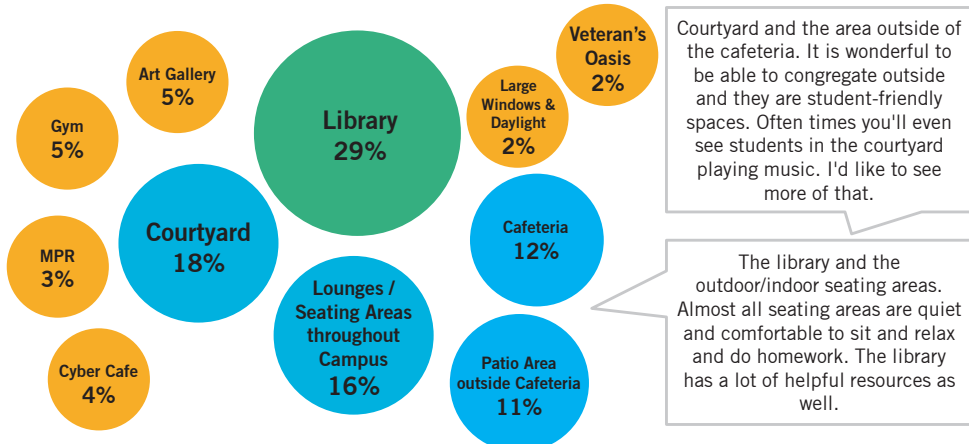 Art Gallery
5%
Gym
5%
MPR
3%
Cyber Cafe
4%
Courtyard
18%
Library
29%
Lounges /
Seating Areas
throughout
Campus
16%
Veteran’s
Oasis
2%
Large
Windows &
Daylight
2%
Cafeteria
12%
Patio Area
outside Cafeteria
11%
Courtyard and the area outside of
the cafeteria. It is wonderful to
be able to congregate outside
and they are student-friendly
spaces. Often times you'll even
see students in the courtyard
playing music. I'd like to see
more of that.
The library and the
outdoor/indoor seating areas.
Almost all seating areas are quiet
and comfortable to sit and relax
and do homework. The library
has a lot of helpful resources as
well.